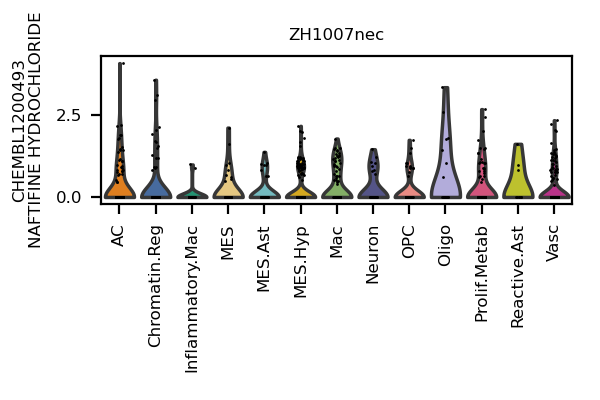 ZH1007nec
CHEMBL1200493
NAFTIFINE HYDROCHLORIDE
2.5
0.0
AC
Chromatin.Reg
Inflammatory.Mac
MES
MES.Ast
MES.Hyp
Mac
Neuron
OPC
Oligo
Prolif.Metab
Reactive.Ast
Vasc